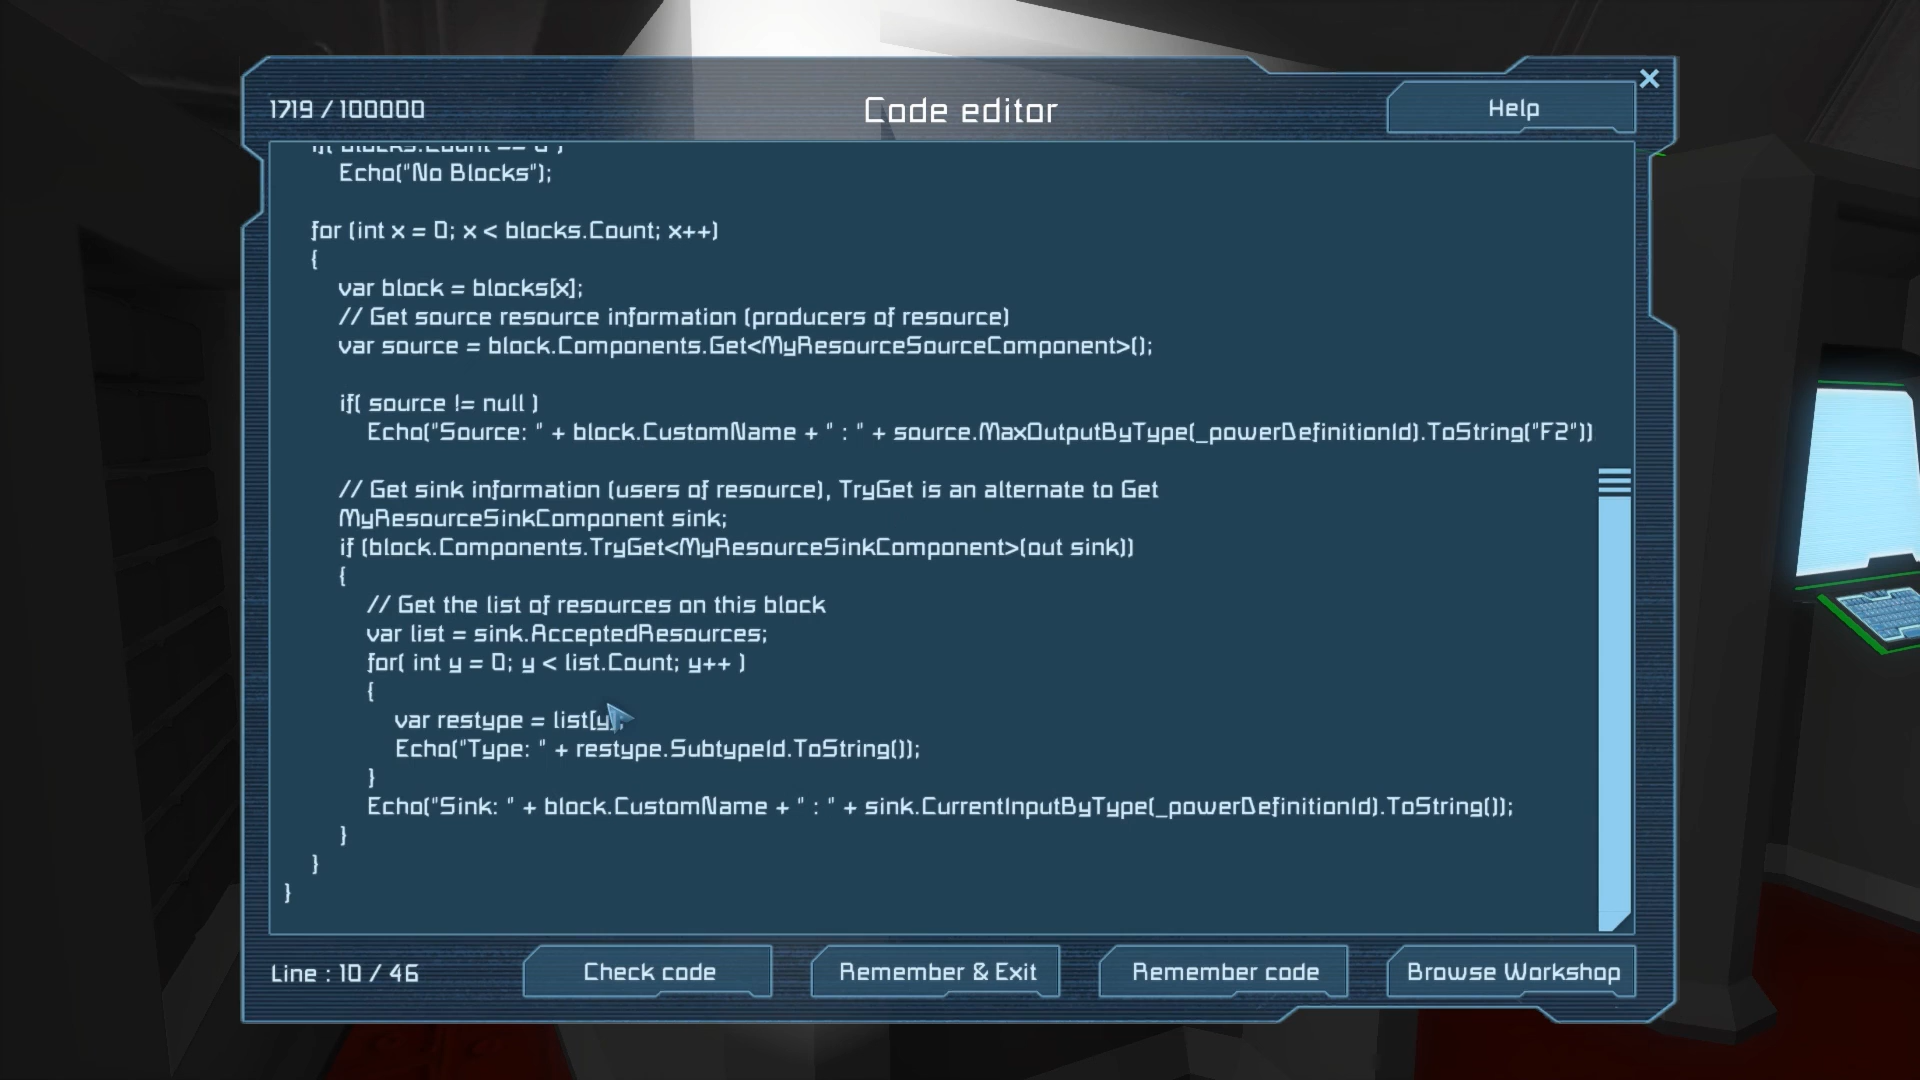 1719 / 100000
Code editor
Help
if( blocks.Count == 0 )
Echo("No Blocks");
for (int x = 0; x < blocks.Count; x++)
{
var block = blocks[x];
// Get source resource information (producers of resource)
var source = block.Components.Get<MyResourceSourceComponent>();
if( source != null )
Echo("Source: " + block.CustomName + " : " + source.MaxOutputByType(_powerDefinitionId).ToString("F2"))
// Get sink information (users of resource), TryGet is an alternate to Get
MyResourceSinkComponent sink;
if (block.Components.TryGet<MyResourceSinkComponent>(out sink))
{
// Get the list of resources on this block
var list = sink.AcceptedResources;
for( int y = 0; y < list.Count; y++ )
{
var restype = list[y];
Echo("Type: " + restype.SubtypeId.ToString());
}
Echo("Sink: " + block.CustomName + " : " + sink.CurrentInputByType(_powerDefinitionId).ToString());
}
}
}
Line : 10 / 46
Check code
Remember & Exit
Remember code
Browse Workshop